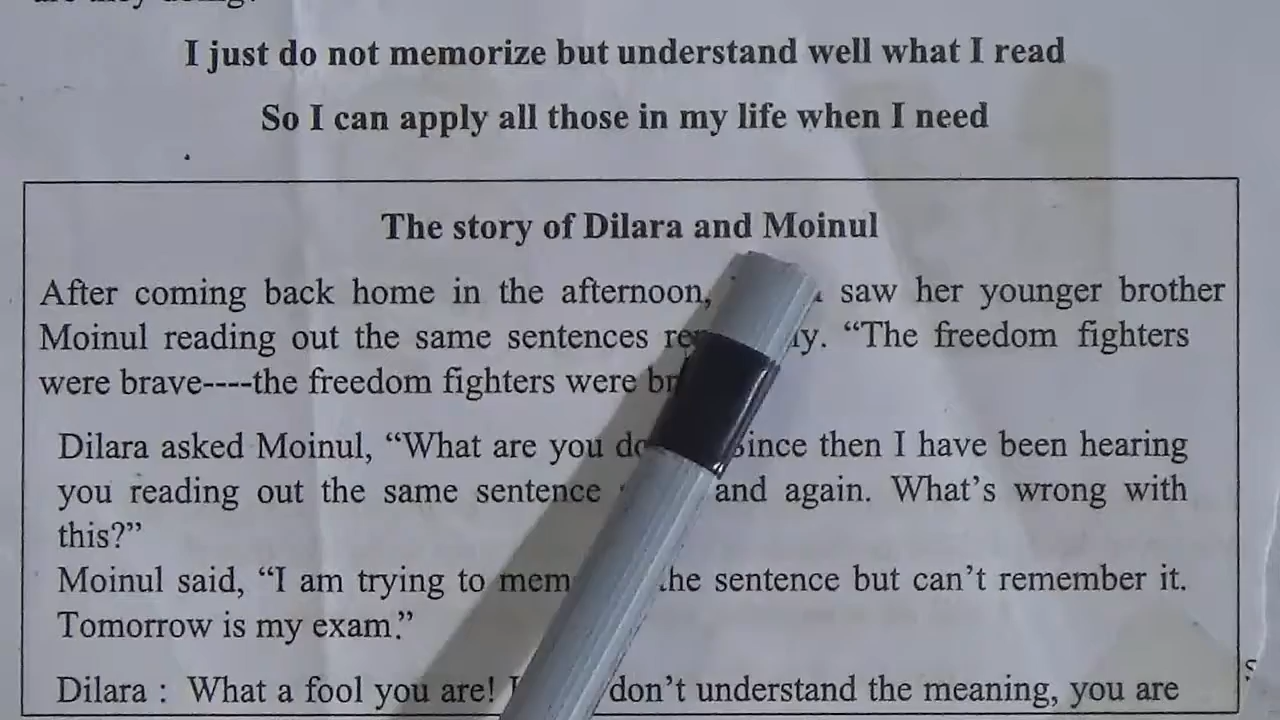 I just do not memorize but understand well what I read
So I can apply all those in my life when I need
The story of Dilara and Moinul
After coming back home in the afternoon, saw her younger brother
Moinul reading out the same sentences “The freedom fighters
were brave----the freedom fighters were
Dilara asked Moinul, “What are you Since then I have been hearing
you reading out the same sentence and again. What’s wrong with
this?”
Moinul said, “I am trying to the sentence but can’t remember it.
Tomorrow is my exam.”
Dilara : What a fool you are! don’t understand the meaning, you are